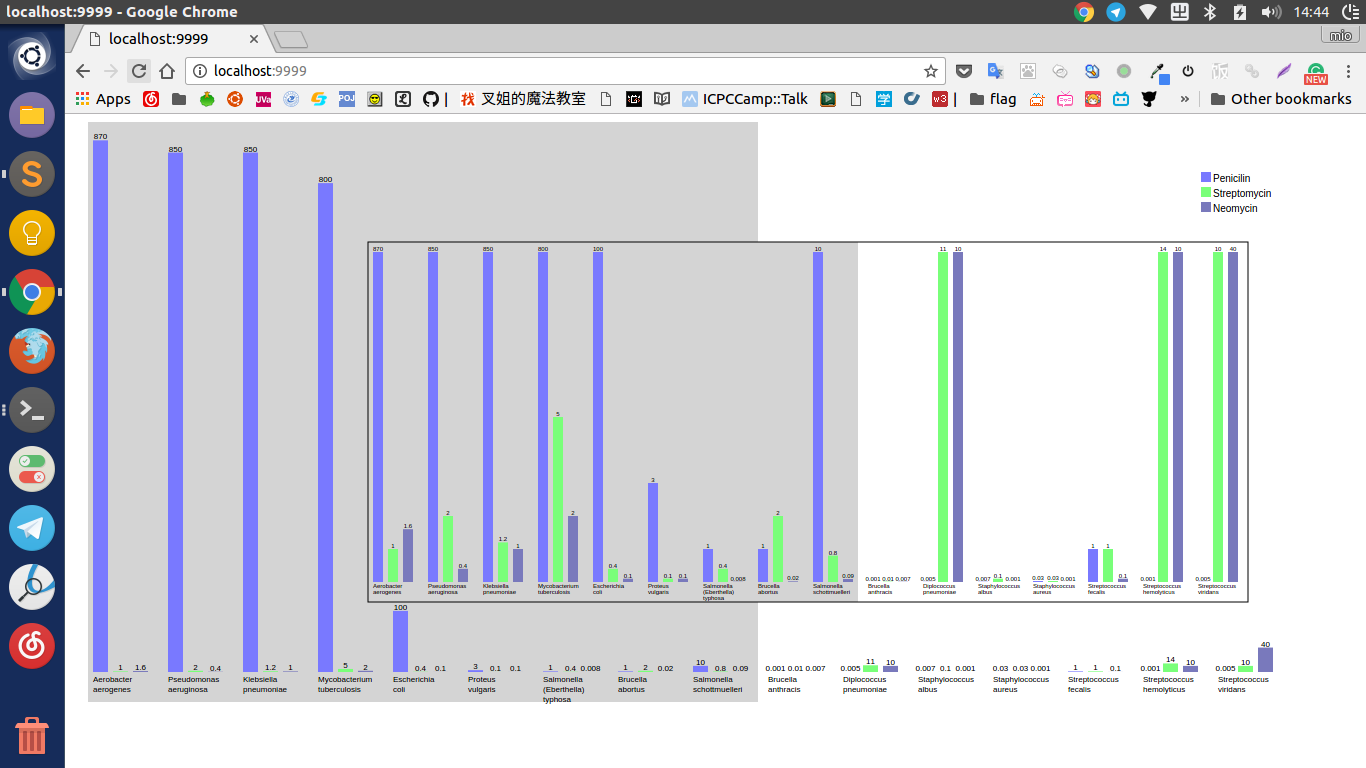 localhost:9999 - Google Chrome
14:44
localhost:9999
mio
localhost:9999
NEW
Apps
UVa
POJ
找 叉姐的魔法教室
ICPCCamp::Talk
学
w3
flag
»
Other bookmarks
870
850
850
800
Penicilin
Streptomycin
Neomycin
870 850 850 800 100 10 11 10 14 10 10 40
5
3
2 2 2
1.6
1 0.4 1.2 1 1 0.4 1 0.8 1 1
0.4 0.1 0.1 0.1 0.008 0.02 0.09 0.001 0.01 0.007 0.005 0.007 0.1 0.001 0.03 0.03 0.001 0.1 0.001 0.005
Aerobacter Pseudomonas Klebsiella Mycobacterium Escherichia Proteus Salmonella Brucella Salmonella Brucella Diplococcus Staphylococcus Staphylococcus Streptococcus Streptococcus Streptococcus
aerogenes aeruginosa pneumoniae tuberculosis coli vulgaris (Eberthella) abortus schottmuelleri anthracis pneumoniae albus aureus fecalis hemolyticus viridans
typhosa
100
40
1 1.6 2 0.4 1.2 1 5 2 0.4 0.1 3 0.1 0.1 1 0.4 0.008 1 2 0.02 10 0.8 0.09 0.001 0.01 0.007 0.005 11 10 0.007 0.1 0.001 0.03 0.03 0.001 1 1 0.1 0.001 14 10 0.005 10
Aerobacter Pseudomonas Klebsiella Mycobacterium Escherichia Proteus Salmonella Brucella Salmonella Brucella Diplococcus Staphylococcus Staphylococcus Streptococcus Streptococcus Streptococcus
aerogenes aeruginosa pneumoniae tuberculosis coli vulgaris (Eberthella) abortus schottmuelleri anthracis pneumoniae albus aureus fecalis hemolyticus viridans
typhosa